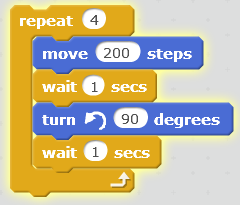 repeat 4
move 200 steps
wait 1 secs
turn 90 degrees
wait 1 secs